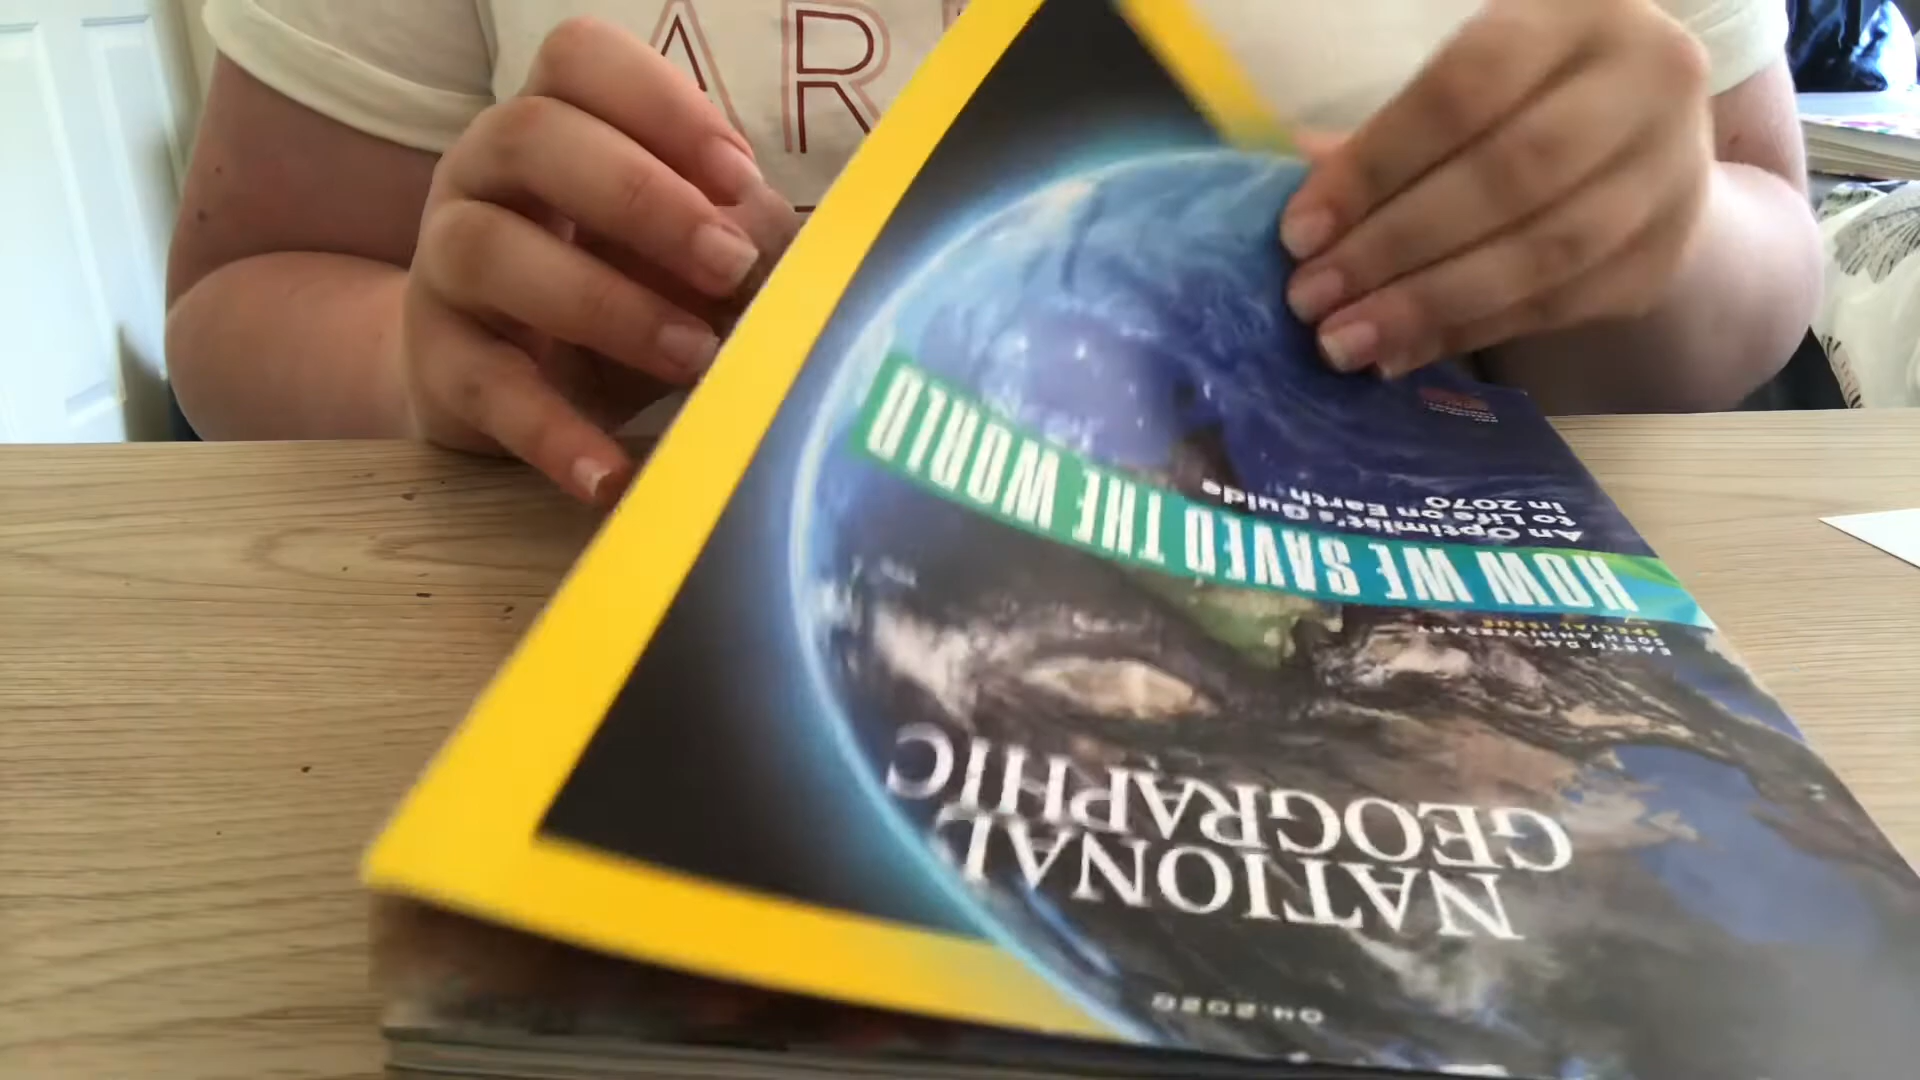 AR
04.2020
NATIONAL
GEOGRAPHIC
EARTH DAY
50TH ANNIVERSARY
SPECIAL ISSUE
HOW WE SAVED THE WORLD
An Optimist's Guide
to Life on Earth
in 2070